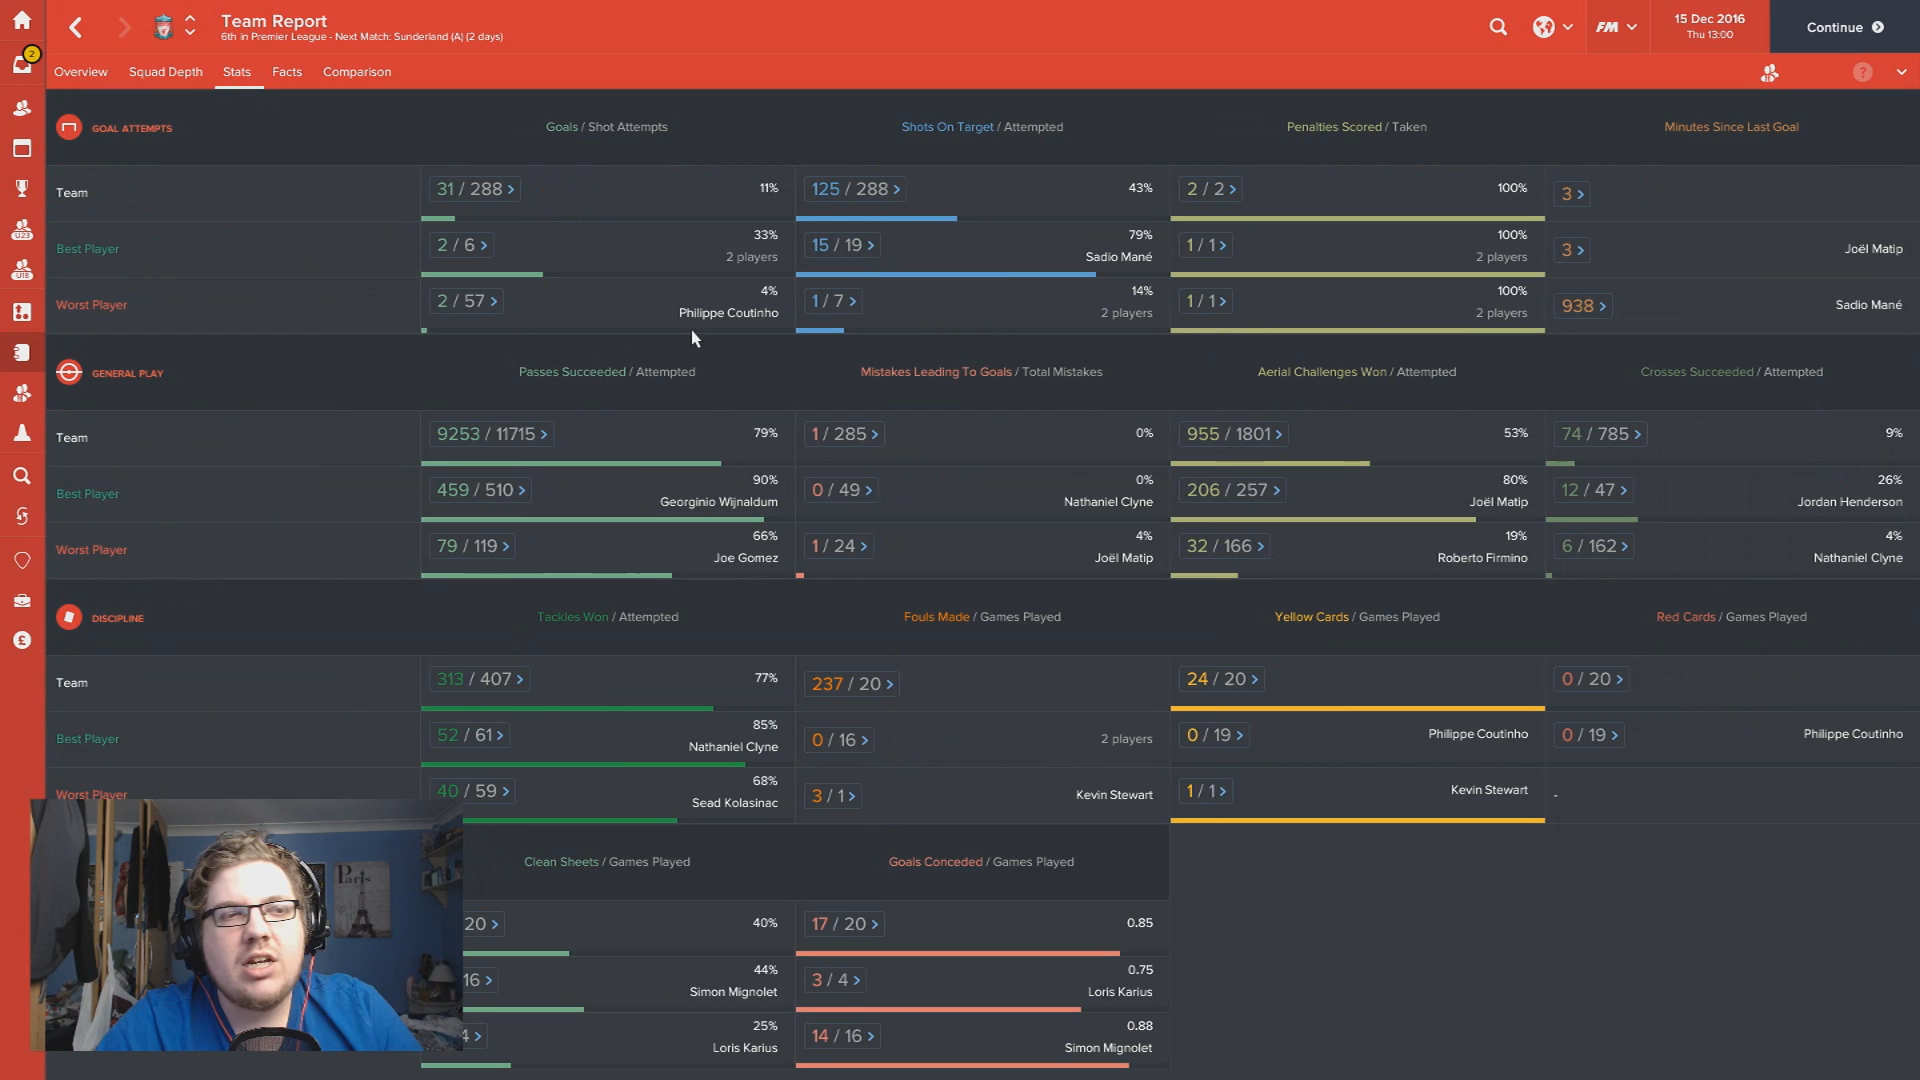 2
Team Report
6th in Premier League - Next Match: Sunderland (A) (2 days)
FM
15 Dec 2016
Thu 13:00
Continue
Overview Squad Depth Stats Facts Comparison
?
GOAL ATTEMPTS Goals / Shot Attempts Shots On Target / Attempted Penalties Scored / Taken Minutes Since Last Goal
Team 31 / 288 > 11% 125 / 288 > 43% 2 / 2 > 100% 3 >
Best Player 2 / 6 > 33% 2 players 15 / 19 > 79% Sadio Mané 1 / 1 > 100% 2 players 3 > Joël Matip
Worst Player 2 / 57 > 4% Philippe Coutinho 1 / 7 > 14% 2 players 1 / 1 > 100% 2 players 938 > Sadio Mané
GENERAL PLAY Passes Succeeded / Attempted Mistakes Leading To Goals / Total Mistakes Aerial Challenges Won / Attempted Crosses Succeeded / Attempted
Team 9253 / 11715 > 79% 1 / 285 > 0% 955 / 1801 > 53% 74 / 785 > 9%
Best Player 459 / 510 > 90% Georginio Wijnaldum 0 / 49 > 0% Nathaniel Clyne 206 / 257 > 80% Joël Matip 12 / 47 > 26% Jordan Henderson
Worst Player 79 / 119 > 66% Joe Gomez 1 / 24 > 4% Joël Matip 32 / 166 > 19% Roberto Firmino 6 / 162 > 4% Nathaniel Clyne
DISCIPLINE Tackles Won / Attempted Fouls Made / Games Played Yellow Cards / Games Played Red Cards / Games Played
Team 313 / 407 > 77% 237 / 20 > 24 / 20 > 0 / 20 >
Best Player 52 / 61 > 85% Nathaniel Clyne 0 / 16 > 2 players 0 / 19 > Philippe Coutinho 0 / 19 > Philippe Coutinho
Worst Player 40 / 59 > 68% Sead Kolasinac 3 / 1 > Kevin Stewart 1 / 1 > Kevin Stewart -
Clean Sheets / Games Played Goals Conceded / Games Played
20 > 40% 17 / 20 > 0.85
16 > 44% Simon Mignolet 3 / 4 > 0.75 Loris Karius
4 > 25% Loris Karius 14 / 16 > 0.88 Simon Mignolet
U23
U18
£
Paris